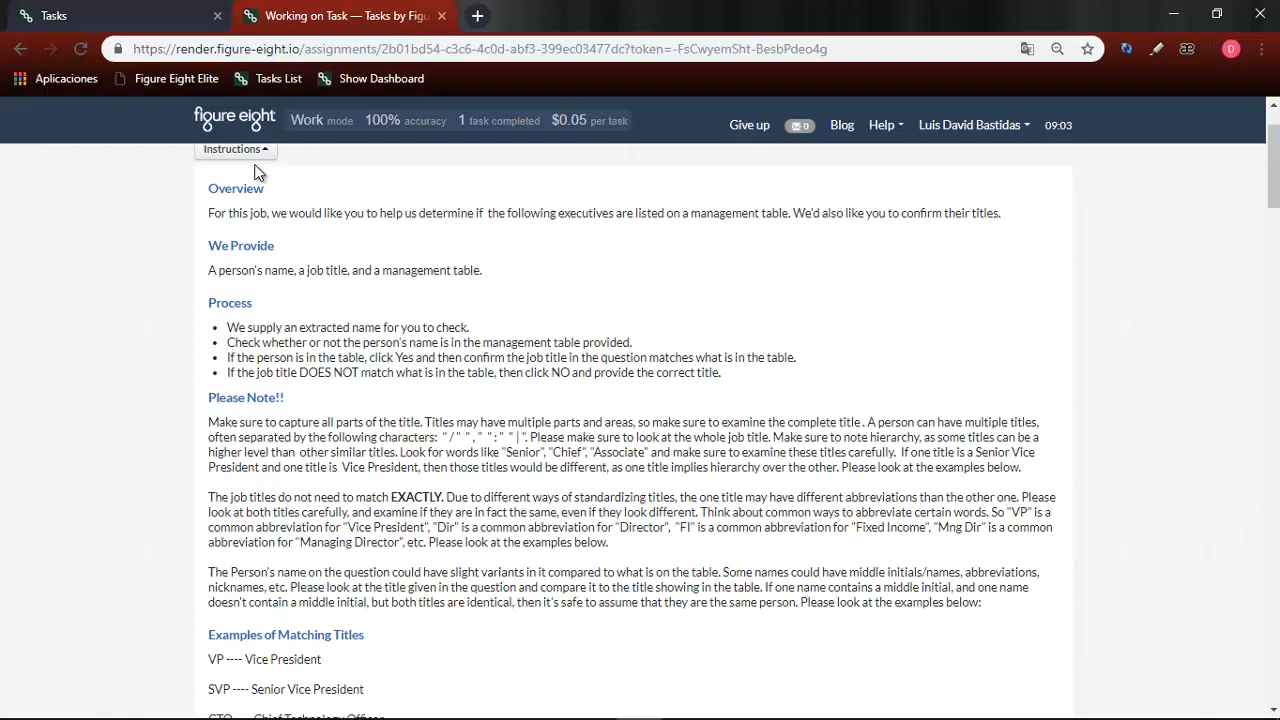 Tasks
Working on Task — Tasks by Figu
https://render.figure-eight.io/assignments/2b01bd54-c3c6-4c0d-abf3-399ec03477dc?token=-FsCwyemSht-BesbPdeo4g
D
Aplicaciones
Figure Eight Elite
Tasks List
Show Dashboard
figure eight
Work mode
100% accuracy
1 task completed
$0.05 per task
Give up
0
Blog
Help
Luis David Bastidas
09:03
Instructions
Overview
For this job, we would like you to help us determine if the following executives are listed on a management table. We'd also like you to confirm their titles.
We Provide
A person's name, a job title, and a management table.
Process
• We supply an extracted name for you to check.
• Check whether or not the person's name is in the management table provided.
• If the person is in the table, click Yes and then confirm the job title in the question matches what is in the table.
• If the job title DOES NOT match what is in the table, then click NO and provide the correct title.
Please Note!!
Make sure to capture all parts of the title. Titles may have multiple parts and areas, so make sure to examine the complete title . A person can have multiple titles,
often separated by the following characters: "/" "," ":" "|". Please make sure to look at the whole job title. Make sure to note hierarchy, as some titles can be a
higher level than other similar titles. Look for words like "Senior", "Chief", "Associate" and make sure to examine these titles carefully. If one title is a Senior Vice
President and one title is Vice President, then those titles would be different, as one title implies hierarchy over the other. Please look at the examples below.
The job titles do not need to match EXACTLY. Due to different ways of standardizing titles, the one title may have different abbreviations than the other one. Please
look at both titles carefully, and examine if they are in fact the same, even if they look different. Think about common ways to abbreviate certain words. So "VP" is a
common abbreviation for "Vice President", "Dir" is a common abbreviation for "Director", "FI" is a common abbreviation for "Fixed Income", "Mng Dir" is a common
abbreviation for "Managing Director", etc. Please look at the examples below.
The Person's name on the question could have slight variants in it compared to what is on the table. Some names could have middle initials/names, abbreviations,
nicknames, etc. Please look at the title given in the question and compare it to the title showing in the table. If one name contains a middle initial, and one name
doesn't contain a middle initial, but both titles are identical, then it's safe to assume that they are the same person. Please look at the examples below:
Examples of Matching Titles
VP ---- Vice President
SVP ---- Senior Vice President
CTO ---- Chief Technology Officer